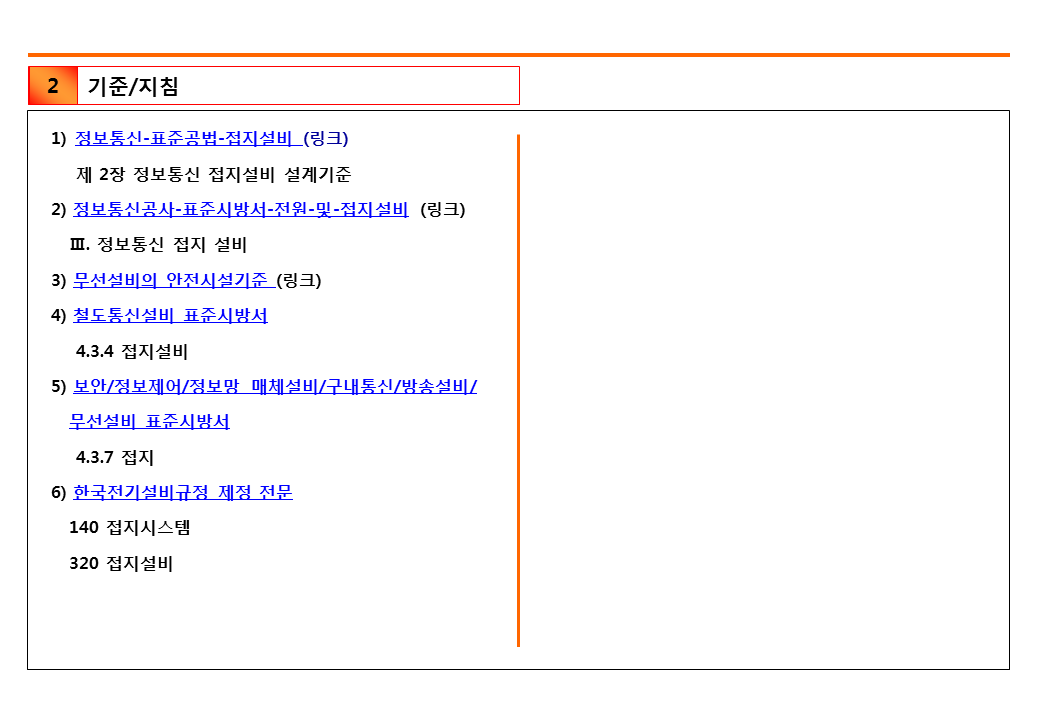 2 기준/지침
1) 정보통신-표준공법-접지설비 (링크)
제 2장 정보통신 접지설비 설계기준
2) 정보통신공사-표준시방서-전원-및-접지설비 (링크)
Ⅲ. 정보통신 접지 설비
3) 무선설비의 안전시설기준 (링크)
4) 철도통신설비 표준시방서
4.3.4 접지설비
5) 보안/정보제어/정보망 매체설비/구내통신/방송설비/
무선설비 표준시방서
4.3.7 접지
6) 한국전기설비규정 제정 전문
140 접지시스템
320 접지설비